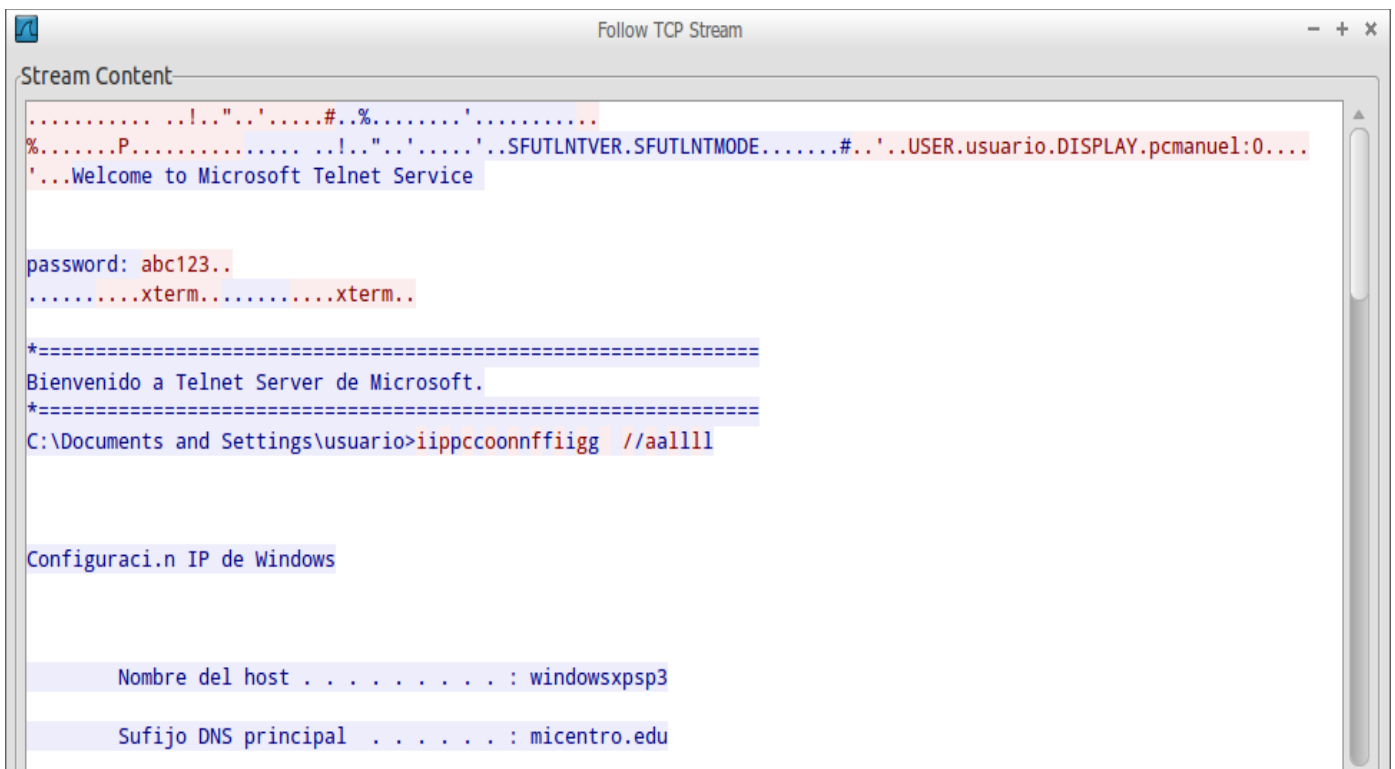 Follow TCP Stream
Stream Content
........... ..!.."..'.....#..%........'...........
%.......P............... ..!.."..'.....'..SFUTLNTVER.SFUTLNTMODE.......#..'..USER.usuario.DISPLAY.pcmanuel:0....
'...Welcome to Microsoft Telnet Service
password: abc123..
..........xterm............xterm..
*===============================================================
Bienvenido a Telnet Server de Microsoft.
*===============================================================
C:\Documents and Settings\usuario>iippccoonnffiigg  //aallll
Configuraci.n IP de Windows
Nombre del host . . . . . . . . . : windowsxpsp3
Sufijo DNS principal  . . . . . . : micentro.edu